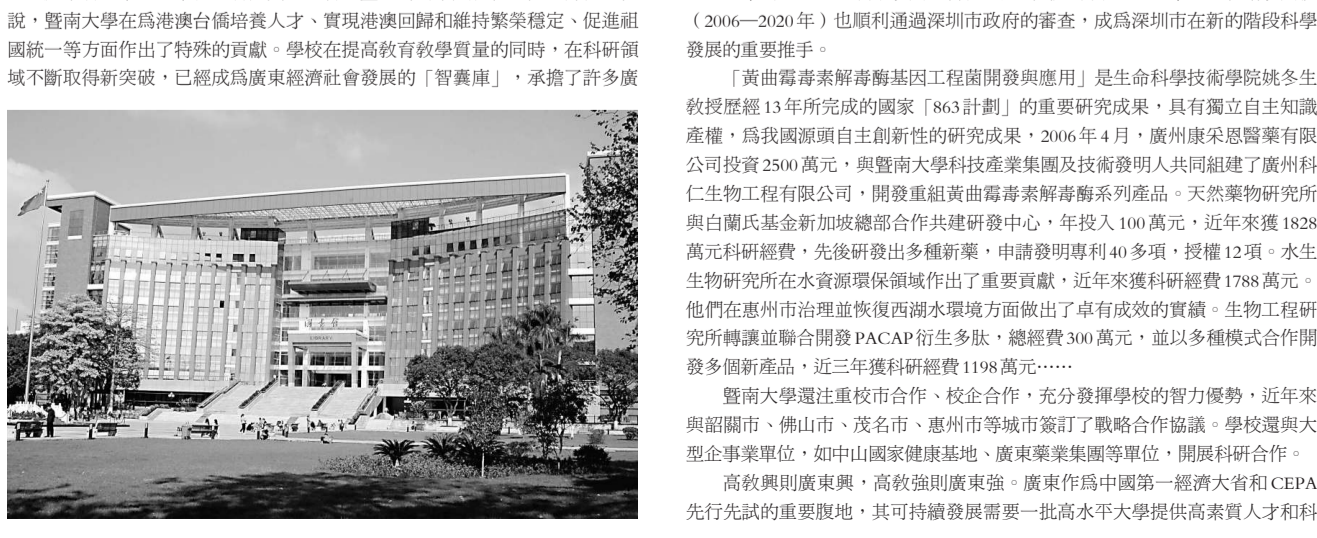 說，暨南大學在爲港澳台僑培養人才、實現港澳回歸和維持繁榮穩定、促進祖
國統一等方面作出了特殊的貢獻。學校在提高教育教學質量的同時，在科研領
域不斷取得新突破，已經成爲廣東經濟社會發展的「智囊庫」，承擔了許多廣
圖書館
LIBRARY
（2006—2020年）也順利通過深圳市政府的審查，成爲深圳市在新的階段科學
發展的重要推手。
「黃曲霉毒素解毒酶基因工程菌開發與應用」是生命科學技術學院姚冬生
教授歷經13年所完成的國家「863計劃」的重要研究成果，具有獨立自主知識
產權，爲我國源頭自主創新性的研究成果，2006年4月，廣州康采恩醫藥有限
公司投資2500萬元，與暨南大學科技產業集團及技術發明人共同組建了廣州科
仁生物工程有限公司，開發重組黃曲霉毒素解毒酶系列產品。天然藥物研究所
與白蘭氏基金新加坡總部合作共建研發中心，年投入100萬元，近年來獲1828
萬元科研經費，先後研發出多種新藥，申請發明專利40多項，授權12項。水生
生物研究所在水資源環保領域作出了重要貢獻，近年來獲科研經費1788萬元。
他們在惠州市治理並恢復西湖水環境方面做出了卓有成效的實績。生物工程研
究所轉讓並聯合開發PACAP衍生多肽，總經費300萬元，並以多種模式合作開
發多個新產品，近三年獲科研經費1198萬元……
暨南大學還注重校市合作、校企合作，充分發揮學校的智力優勢，近年來
與韶關市、佛山市、茂名市、惠州市等城市簽訂了戰略合作協議。學校還與大
型企事業單位，如中山國家健康基地、廣東藥業集團等單位，開展科研合作。
高教興則廣東興，高教強則廣東強。廣東作爲中國第一經濟大省和CEPA
先行先試的重要腹地，其可持續發展需要一批高水平大學提供高素質人才和科